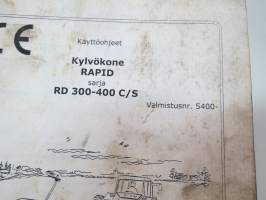 CE
Käyttöohjeet
Kylvökone
RAPID
sarja
RD 300-400 C/S
Valmistusnr. 5400-